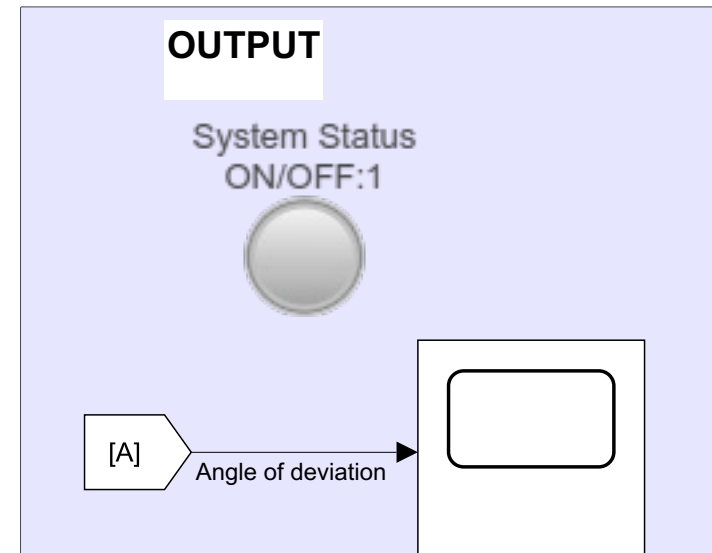 OUTPUT
System Status
ON/OFF:1
[A]
Angle of deviation